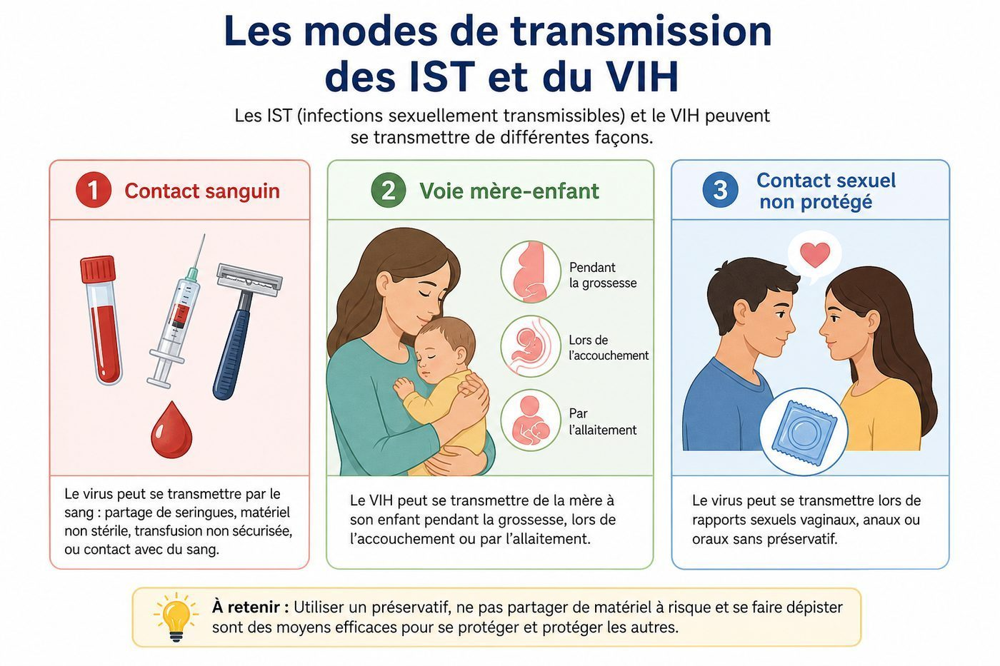 Les modes de transmission
des IST et du VIH
Les IST (infections sexuellement transmissibles) et le VIH peuvent
se transmettre de différentes façons.
1 Contact sanguin
Le virus peut se transmettre par le
sang : partage de seringues, matériel
non stérile, transfusion non sécurisée,
ou contact avec du sang.
2 Voie mère-enfant
Pendant
la grossesse
Lors de
l'accouchement
Par
l'allaitement
Le VIH peut se transmettre de la mère à
son enfant pendant la grossesse, lors de
l'accouchement ou par l'allaitement.
3 Contact sexuel
non protégé
Le virus peut se transmettre lors de
rapports sexuels vaginaux, anaux ou
oraux sans préservatif.
À retenir : Utiliser un préservatif, ne pas partager de matériel à risque et se faire dépister
sont des moyens efficaces pour se protéger et protéger les autres.